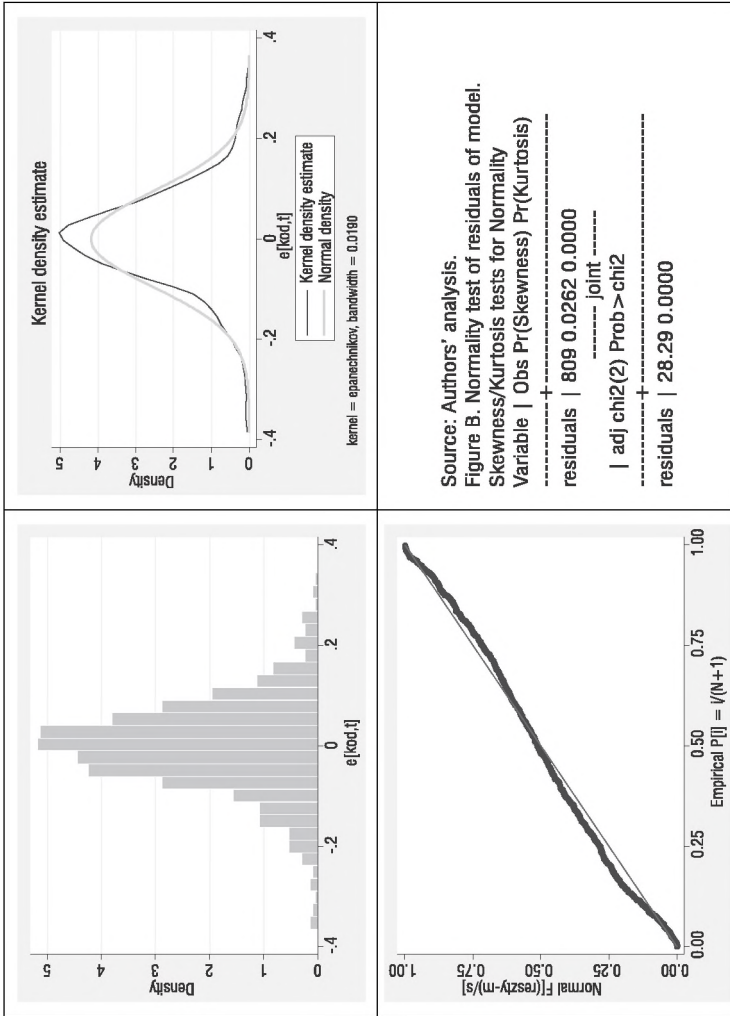 Density
5
4
3
2
1
0
-.4
-.2
0
.2
.4
e[kod,t]
Kernel density estimate
Density
5
4
3
2
1
0
-.4
-.2
0
.2
.4
e[kod,t]
Kernel density estimate
Normal density
kernel = epanechnikov, bandwidth = 0.0190
Normal F[(reszty-m)/s]
1.00
0.75
0.50
0.25
0.00
0.00
0.25
0.50
0.75
1.00
Empirical P[i] = i/(N+1)
Source: Authors' analysis.
Figure B. Normality test of residuals of model.
Skewness/Kurtosis tests for Normality
Variable | Obs Pr(Skewness) Pr(Kurtosis)
-------------+---------------------------------------
residuals | 809 0.0262 0.0000
------- joint ------
| adj chi2(2) Prob>chi2
-------------+---------------------------------------
residuals | 28.29 0.0000